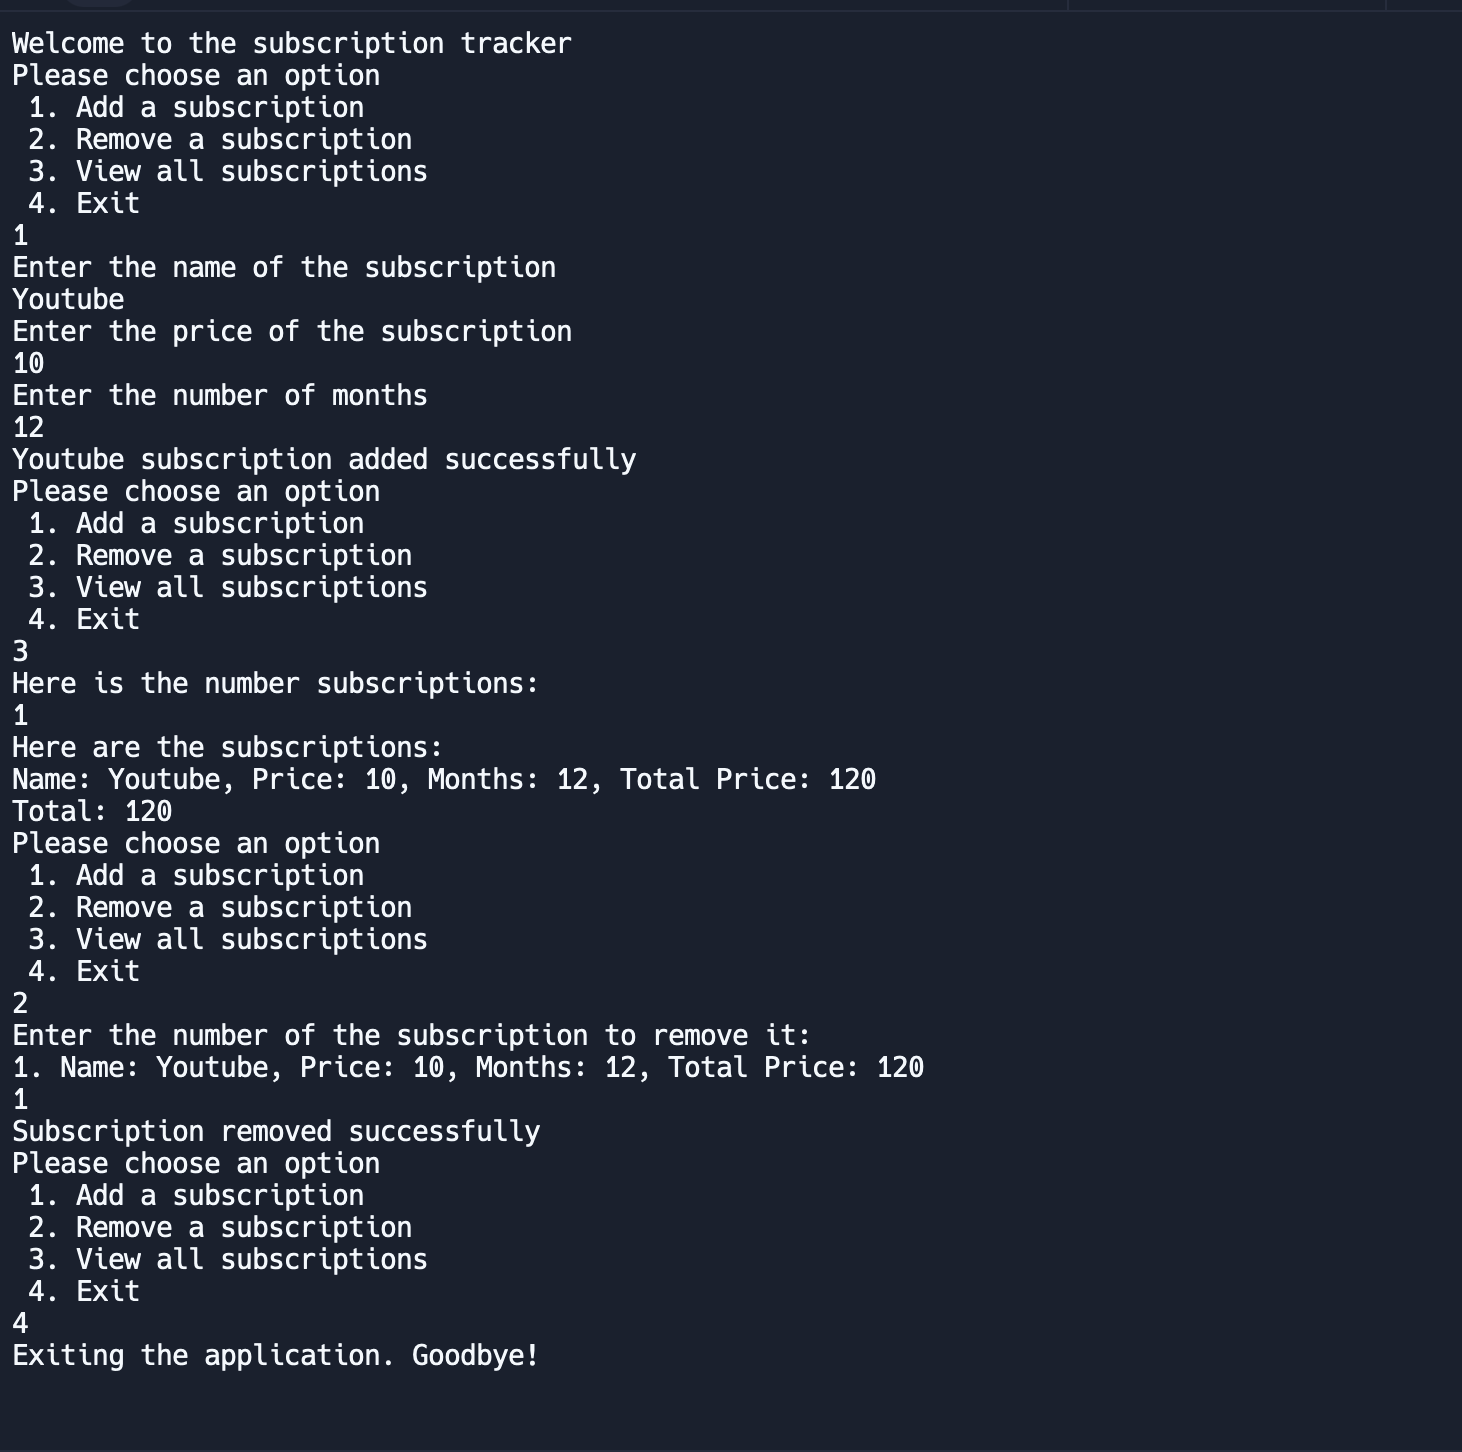 Welcome to the subscription tracker
Please choose an option
 1. Add a subscription
 2. Remove a subscription
 3. View all subscriptions
 4. Exit
1
Enter the name of the subscription
Youtube
Enter the price of the subscription
10
Enter the number of months
12
Youtube subscription added successfully
Please choose an option
 1. Add a subscription
 2. Remove a subscription
 3. View all subscriptions
 4. Exit
3
Here is the number subscriptions:
1
Here are the subscriptions:
Name: Youtube, Price: 10, Months: 12, Total Price: 120
Total: 120
Please choose an option
 1. Add a subscription
 2. Remove a subscription
 3. View all subscriptions
 4. Exit
2
Enter the number of the subscription to remove it:
1. Name: Youtube, Price: 10, Months: 12, Total Price: 120
1
Subscription removed successfully
Please choose an option
 1. Add a subscription
 2. Remove a subscription
 3. View all subscriptions
 4. Exit
4
Exiting the application. Goodbye!